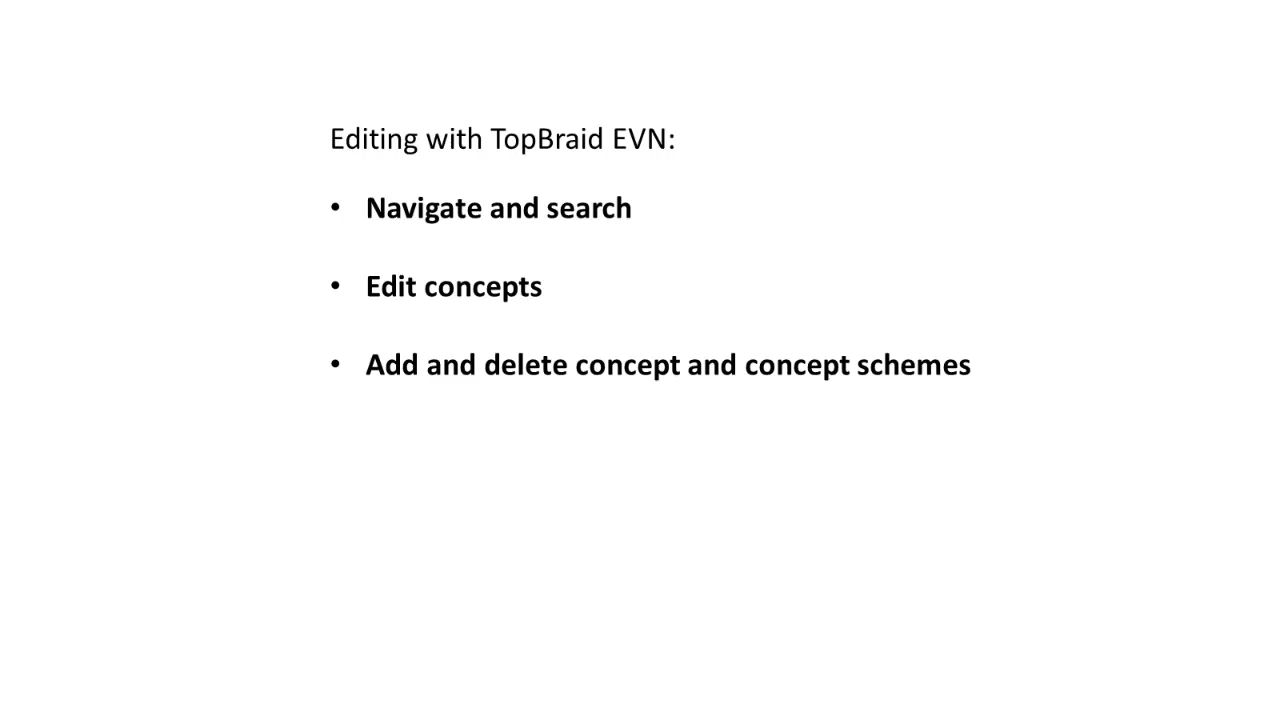 Editing with TopBraid EVN:
• Navigate and search
• Edit concepts
• Add and delete concept and concept schemes